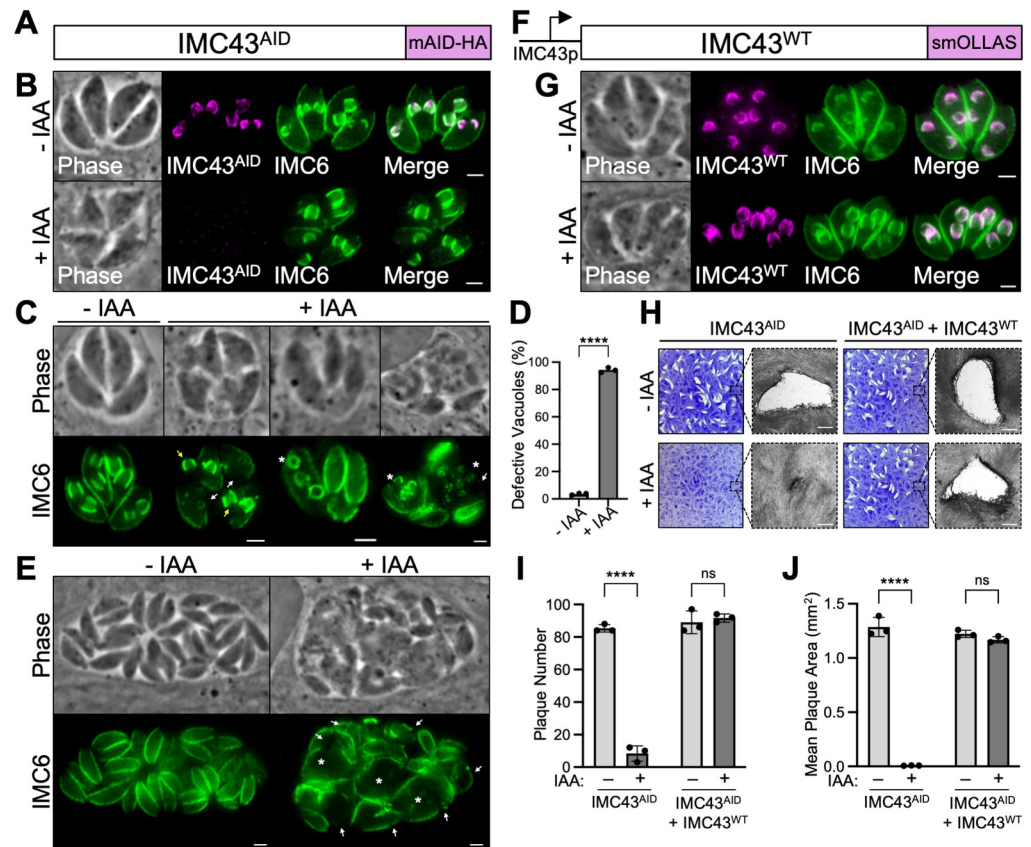 A
IMC43AID
mAID-HA
B
- IAA
Phase
IMC43AID
IMC6
Merge
+ IAA
Phase
IMC43AID
IMC6
Merge
C
- IAA
+ IAA
Phase
IMC6
*
*
*
D
Defective Vacuoles (%)
100
80
60
40
20
0
****
- IAA
+ IAA
E
- IAA
+ IAA
Phase
IMC6
*
*
*
F
IMC43p
IMC43WT
smOLLAS
G
- IAA
Phase
IMC43WT
IMC6
Merge
+ IAA
Phase
IMC43WT
IMC6
Merge
H
IMC43AID
IMC43AID + IMC43WT
- IAA
+ IAA
I
Plaque Number
100
80
60
40
20
0
****
ns
IAA:
–
+
–
+
IMC43AID
IMC43AID
+ IMC43WT
J
Mean Plaque Area (mm2)
1.5
1.0
0.5
0.0
****
ns
IAA:
–
+
–
+
IMC43AID
IMC43AID
+ IMC43WT